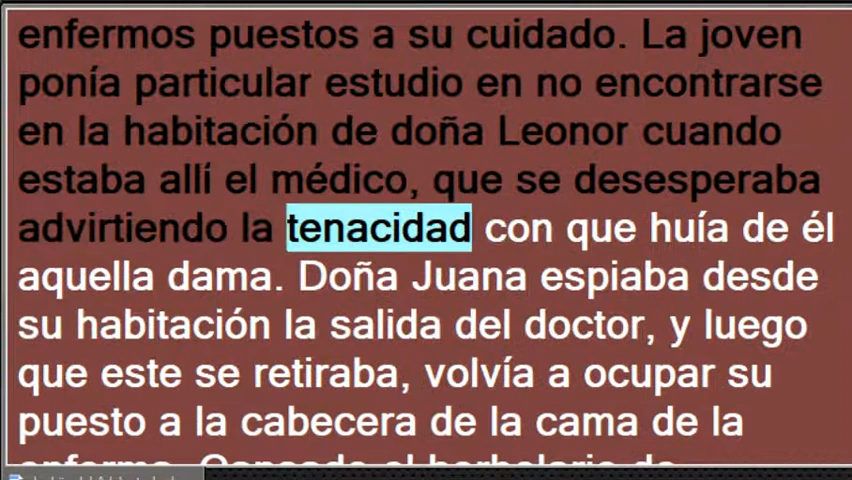 enfermos puestos a su cuidado. La joven
ponía particular estudio en no encontrarse
en la habitación de doña Leonor cuando
estaba allí el médico, que se desesperaba
advirtiendo la tenacidad con que huía de él
aquella dama. Doña Juana espiaba desde
su habitación la salida del doctor, y luego
que este se retiraba, volvía a ocupar su
puesto a la cabecera de la cama de la